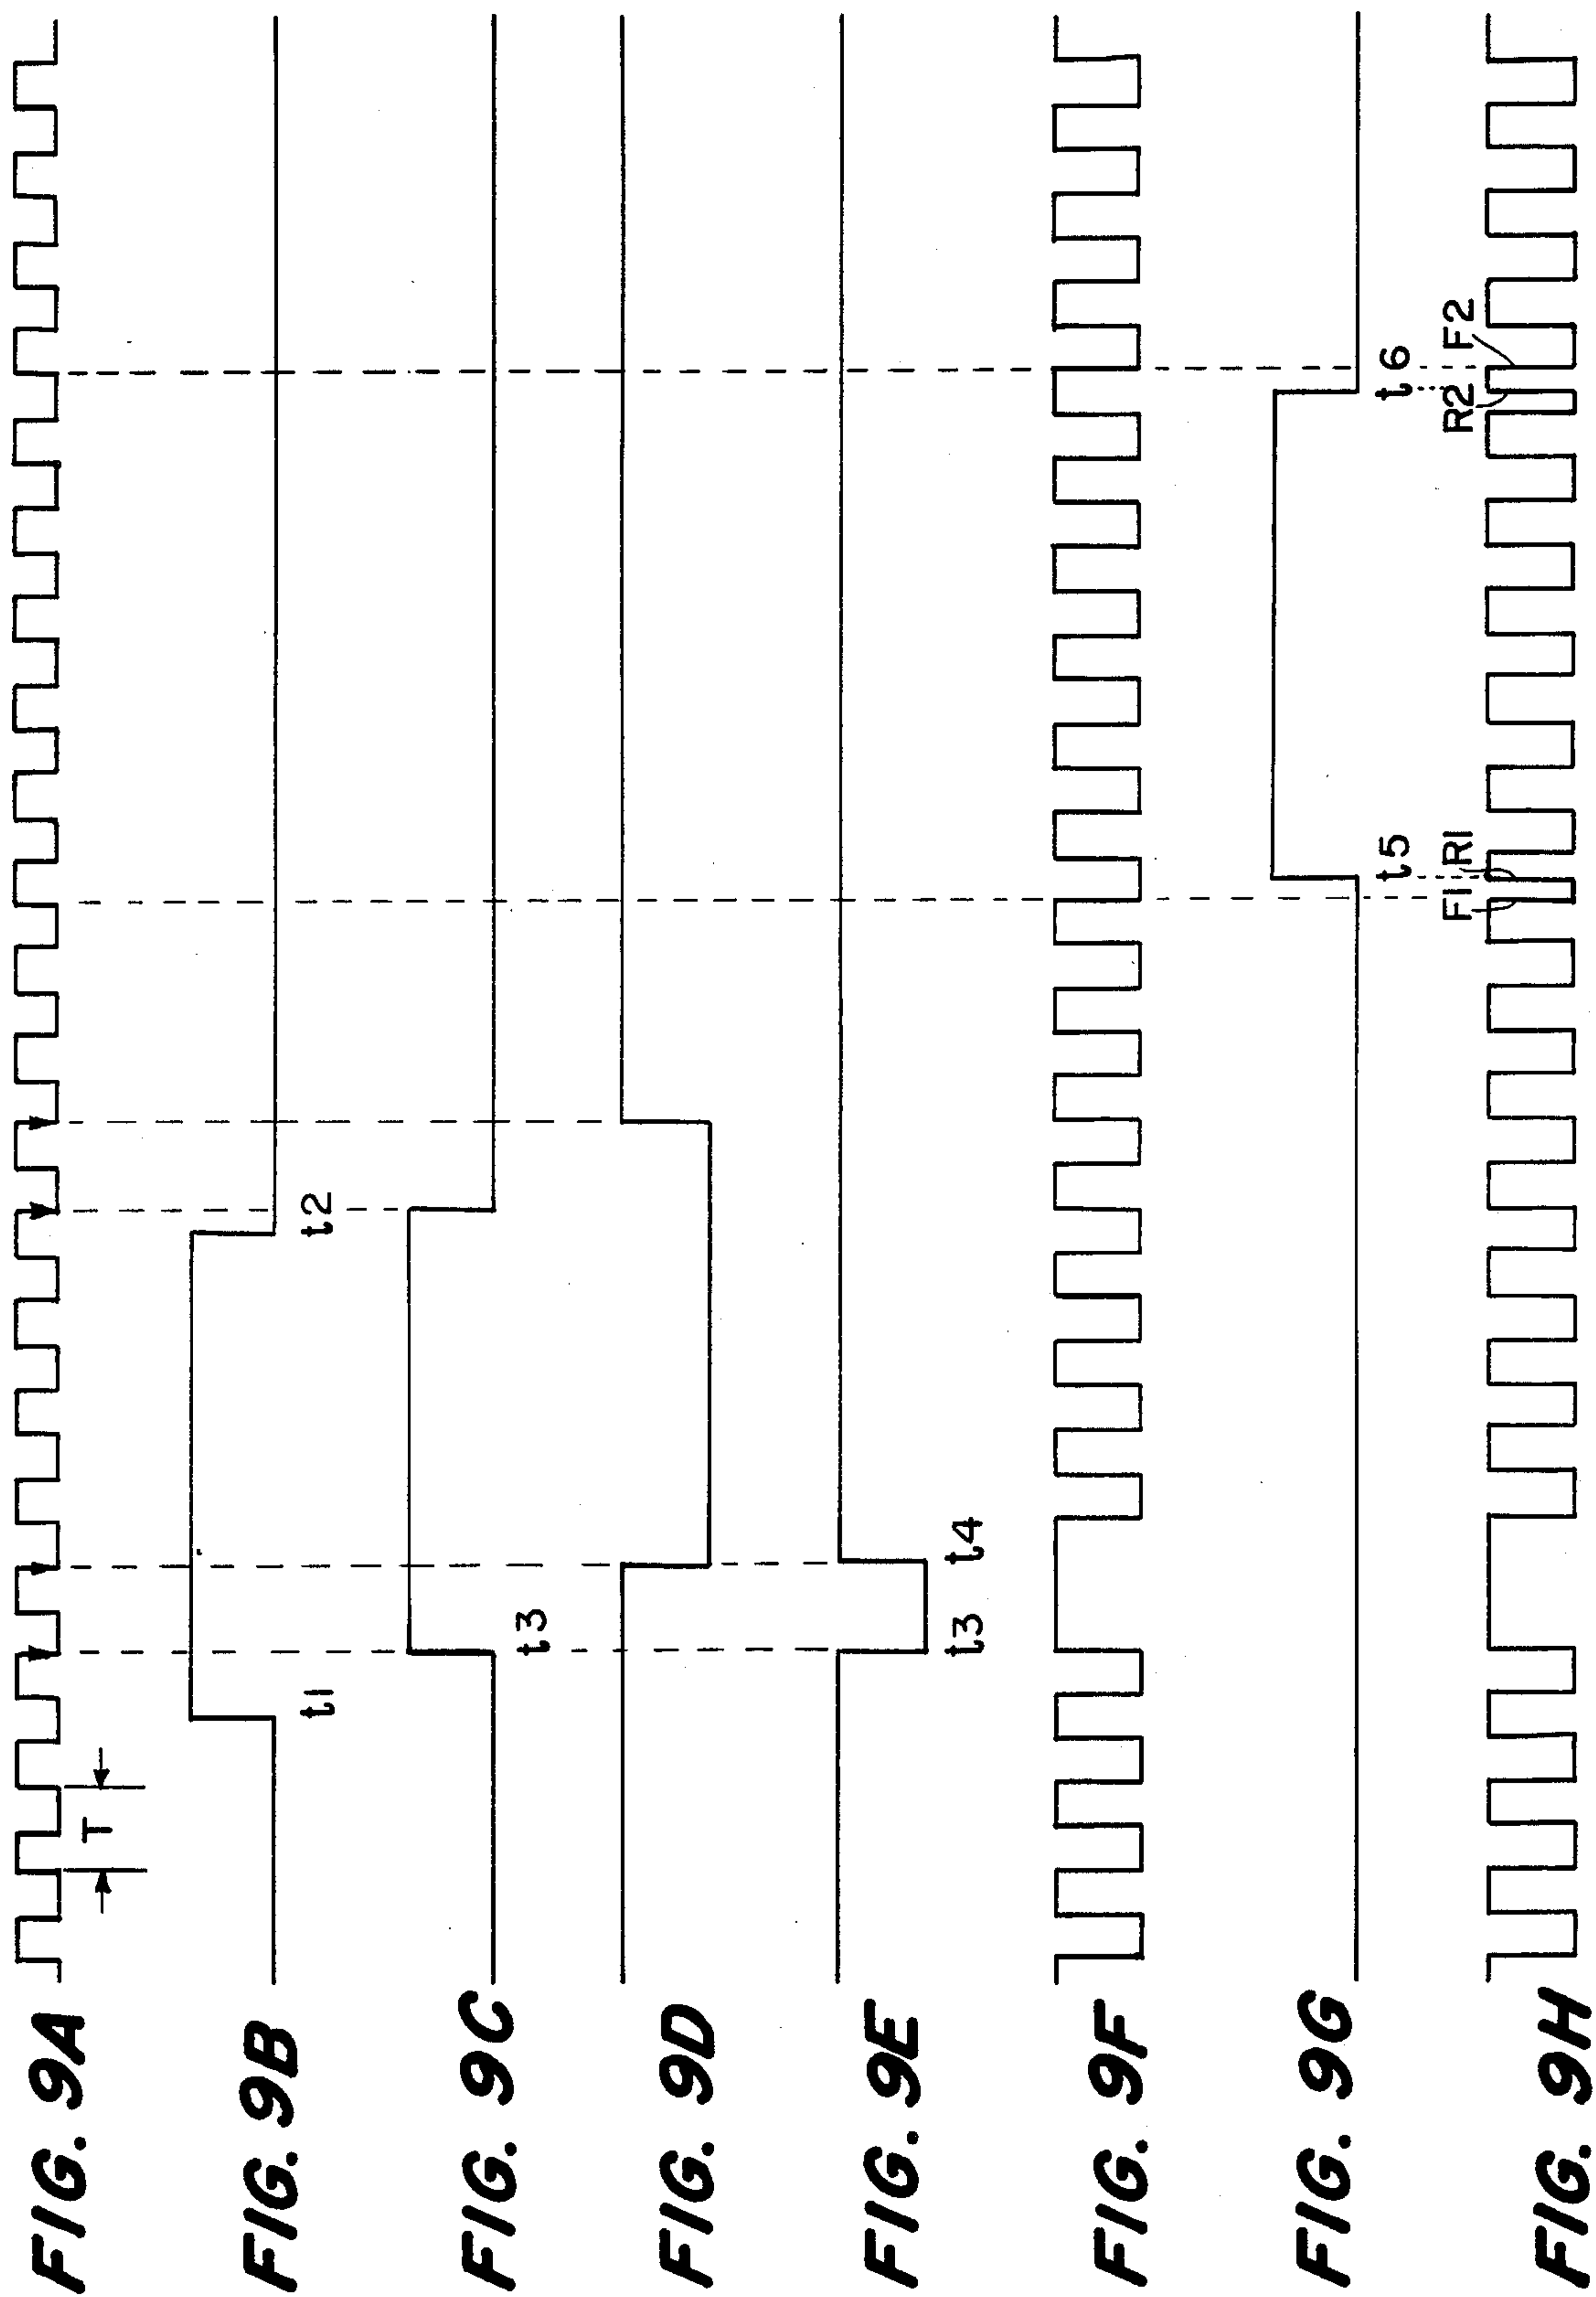 FIG. 9A
T
FIG. 9B
t1
t2
FIG. 9C
t3
FIG. 9D
FIG. 9E
t3
t4
FIG. 9F
FIG. 9G
t5
t6
FIG. 9H
F1
R1
R2
F2